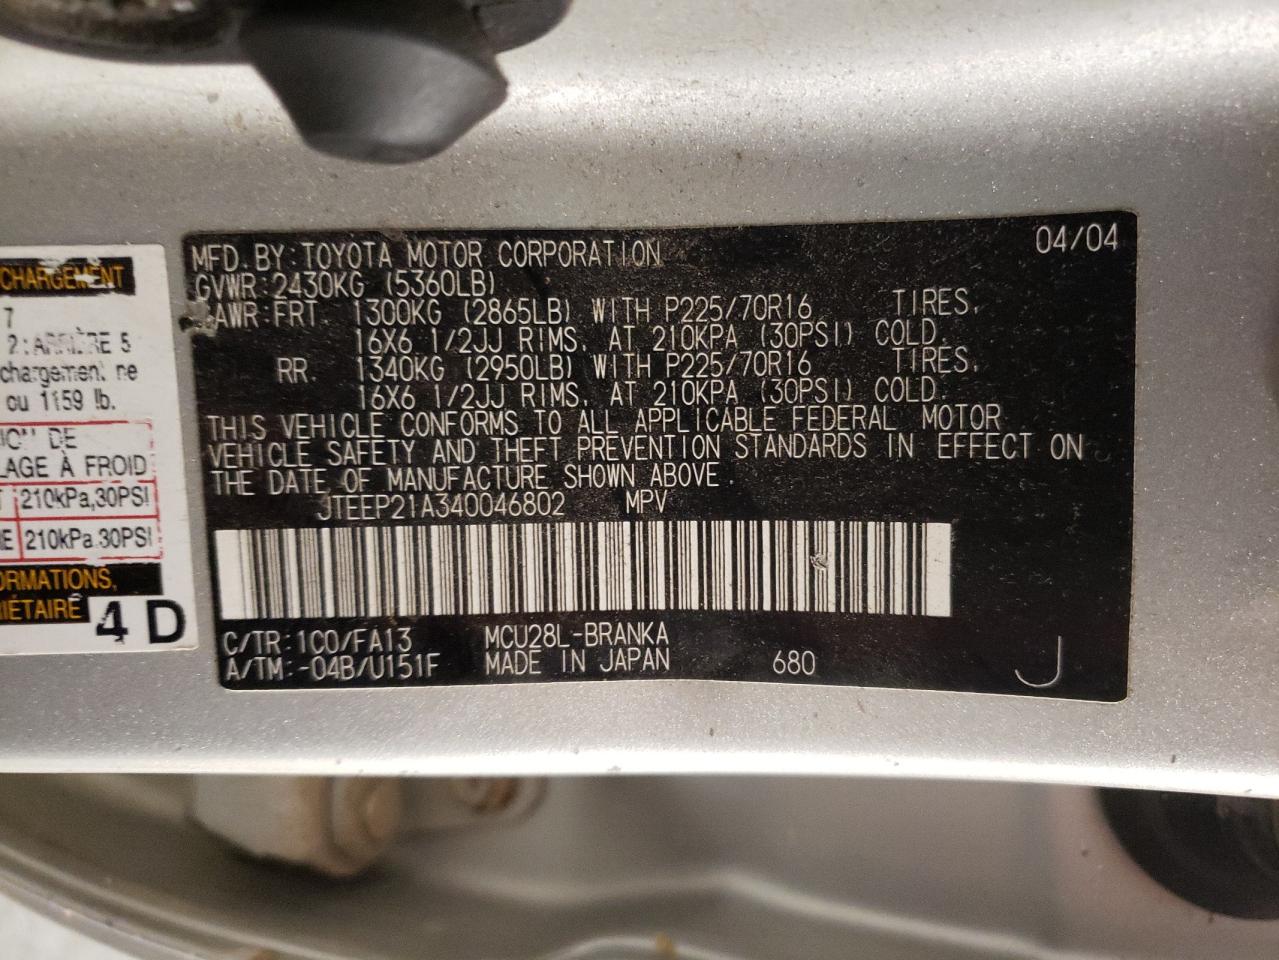 MFD. BY: TOYOTA MOTOR CORPORATION 04/04
GVWR: 2430KG (5360LB)
GAWR: FRT. 1300KG (2865LB) WITH P225/70R16 TIRES,
16X6 1/2JJ RIMS, AT 210KPA (30PSI) COLD.
RR. 1340KG (2950LB) WITH P225/70R16 TIRES,
16X6 1/2JJ RIMS, AT 210KPA (30PSI) COLD.
THIS VEHICLE CONFORMS TO ALL APPLICABLE FEDERAL MOTOR
VEHICLE SAFETY AND THEFT PREVENTION STANDARDS IN EFFECT ON
THE DATE OF MANUFACTURE SHOWN ABOVE.
JTEEP21A340046802 MPV
C/TR: 1C0/FA13 MCU28L-BRANKA
A/TM: -04B/U151F MADE IN JAPAN 680 J
CHARGEMENT
7
2: ARRIÈRE 5
chargement ne
ou 1159 lb.
DE
LAGE À FROID
210kPa,30PSI
210kPa.30PSI
ORMATIONS,
IÉTAIRE
4 D